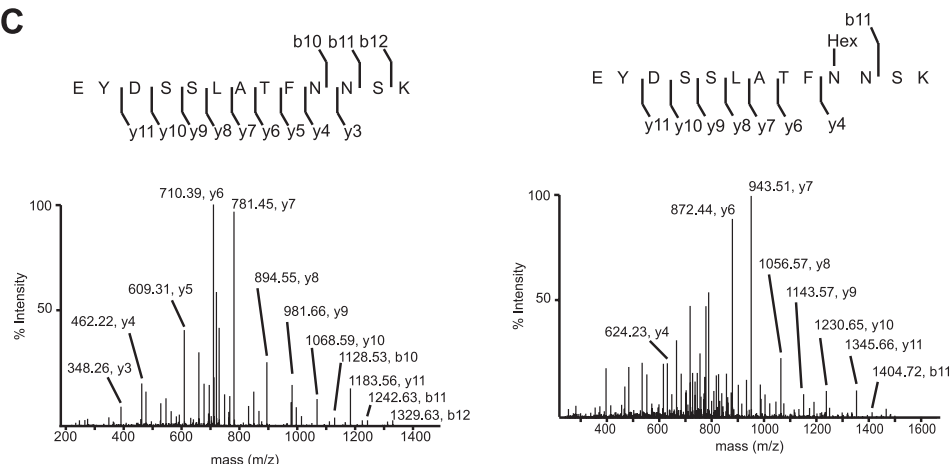 C
b10 b11 b12
E Y D S S L A T F N N S K
y11 y10 y9 y8 y7 y6 y5 y4 y3
710.39, y6
781.45, y7
894.55, y8
609.31, y5
981.66, y9
462.22, y4
1068.59, y10
1128.53, b10
348.26, y3
1183.56, y11
1242.63, b11
1329.63, b12
100
50
% Intensity
200 400 600 800 1000 1200 1400
mass (m/z)
b11
Hex
E Y D S S L A T F N N S K
y11 y10 y9 y8 y7 y6 y4
943.51, y7
872.44, y6
1056.57, y8
1143.57, y9
1230.65, y10
624.23, y4
1345.66, y11
1404.72, b11
100
50
% Intensity
400 600 800 1000 1200 1400 1600
mass (m/z)